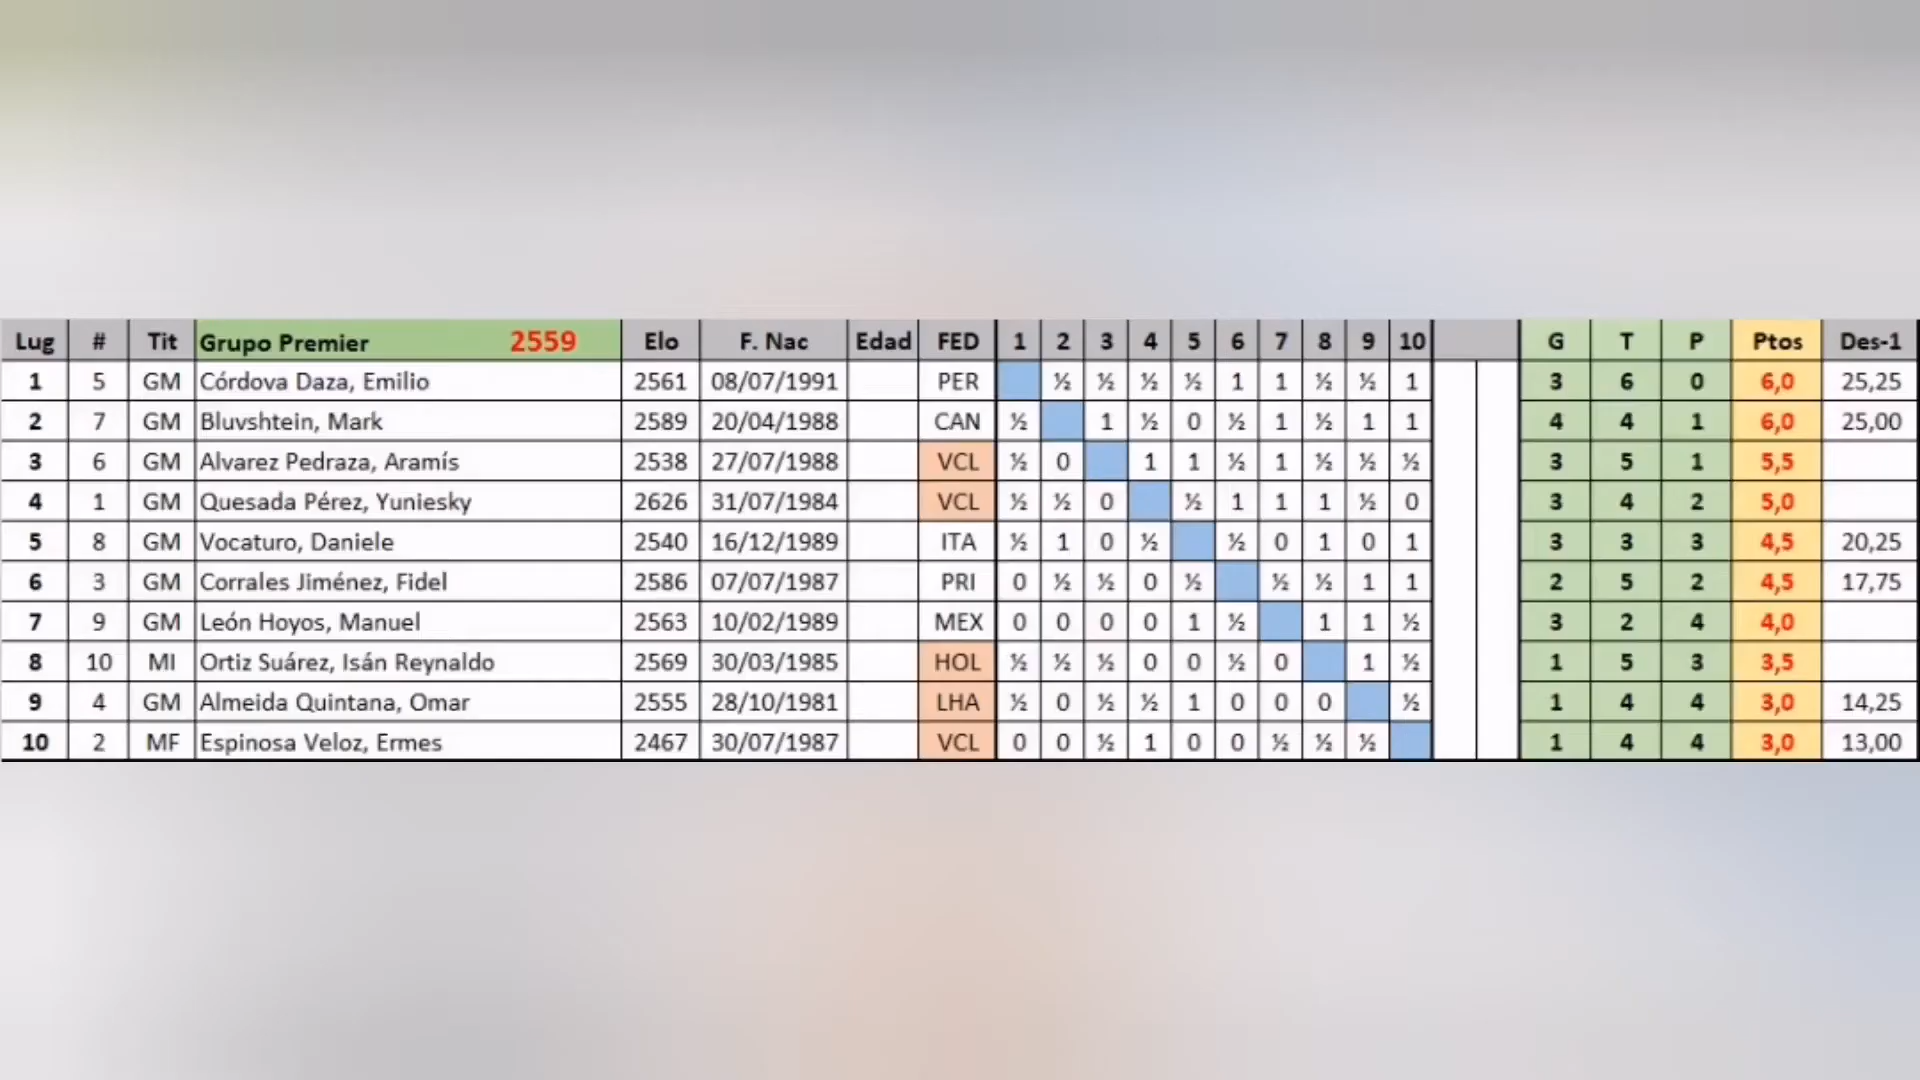 Lug # Tit Grupo Premier 2559 Elo F. Nac Edad FED 1 2 3 4 5 6 7 8 9 10 G T P Ptos Des-1
1 5 GM Córdova Daza, Emilio 2561 08/07/1991 PER ½ ½ ½ ½ 1 1 ½ ½ 1 3 6 0 6,0 25,25
2 7 GM Bluvshtein, Mark 2589 20/04/1988 CAN ½ 1 ½ 0 ½ 1 ½ 1 1 4 4 1 6,0 25,00
3 6 GM Alvarez Pedraza, Aramís 2538 27/07/1988 VCL ½ 0 1 1 ½ 1 ½ ½ ½ 3 5 1 5,5
4 1 GM Quesada Pérez, Yuniesky 2626 31/07/1984 VCL ½ ½ 0 ½ 1 1 1 ½ 0 3 4 2 5,0
5 8 GM Vocaturo, Daniele 2540 16/12/1989 ITA ½ 1 0 ½ ½ 0 1 0 1 3 3 3 4,5 20,25
6 3 GM Corrales Jiménez, Fidel 2586 07/07/1987 PRI 0 ½ ½ 0 ½ ½ ½ 1 1 2 5 2 4,5 17,75
7 9 GM León Hoyos, Manuel 2563 10/02/1989 MEX 0 0 0 0 1 ½ 1 1 ½ 3 2 4 4,0
8 10 MI Ortiz Suárez, Isán Reynaldo 2569 30/03/1985 HOL ½ ½ ½ 0 0 ½ 0 1 ½ 1 5 3 3,5
9 4 GM Almeida Quintana, Omar 2555 28/10/1981 LHA ½ 0 ½ ½ 1 0 0 0 ½ 1 4 4 3,0 14,25
10 2 MF Espinosa Veloz, Ermes 2467 30/07/1987 VCL 0 0 ½ 1 0 0 ½ ½ ½ 1 4 4 3,0 13,00